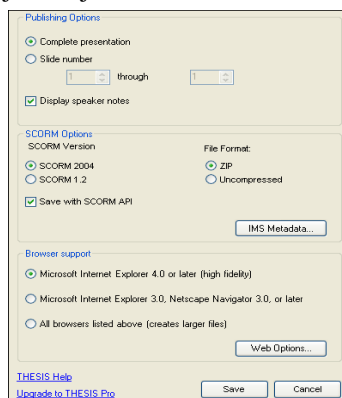 Publishing Options
Complete presentation
Slide number
1 through 1
Display speaker notes
SCORM Options
SCORM Version File Format:
SCORM 2004 ZIP
SCORM 1.2 Uncompressed
Save with SCORM API
IMS Metadata...
Browser support
Microsoft Internet Explorer 4.0 or later (high fidelity)
Microsoft Internet Explorer 3.0, Netscape Navigator 3.0, or later
All browsers listed above (creates larger files)
Web Options...
THESIS Help
Upgrade to THESIS Pro Save Cancel